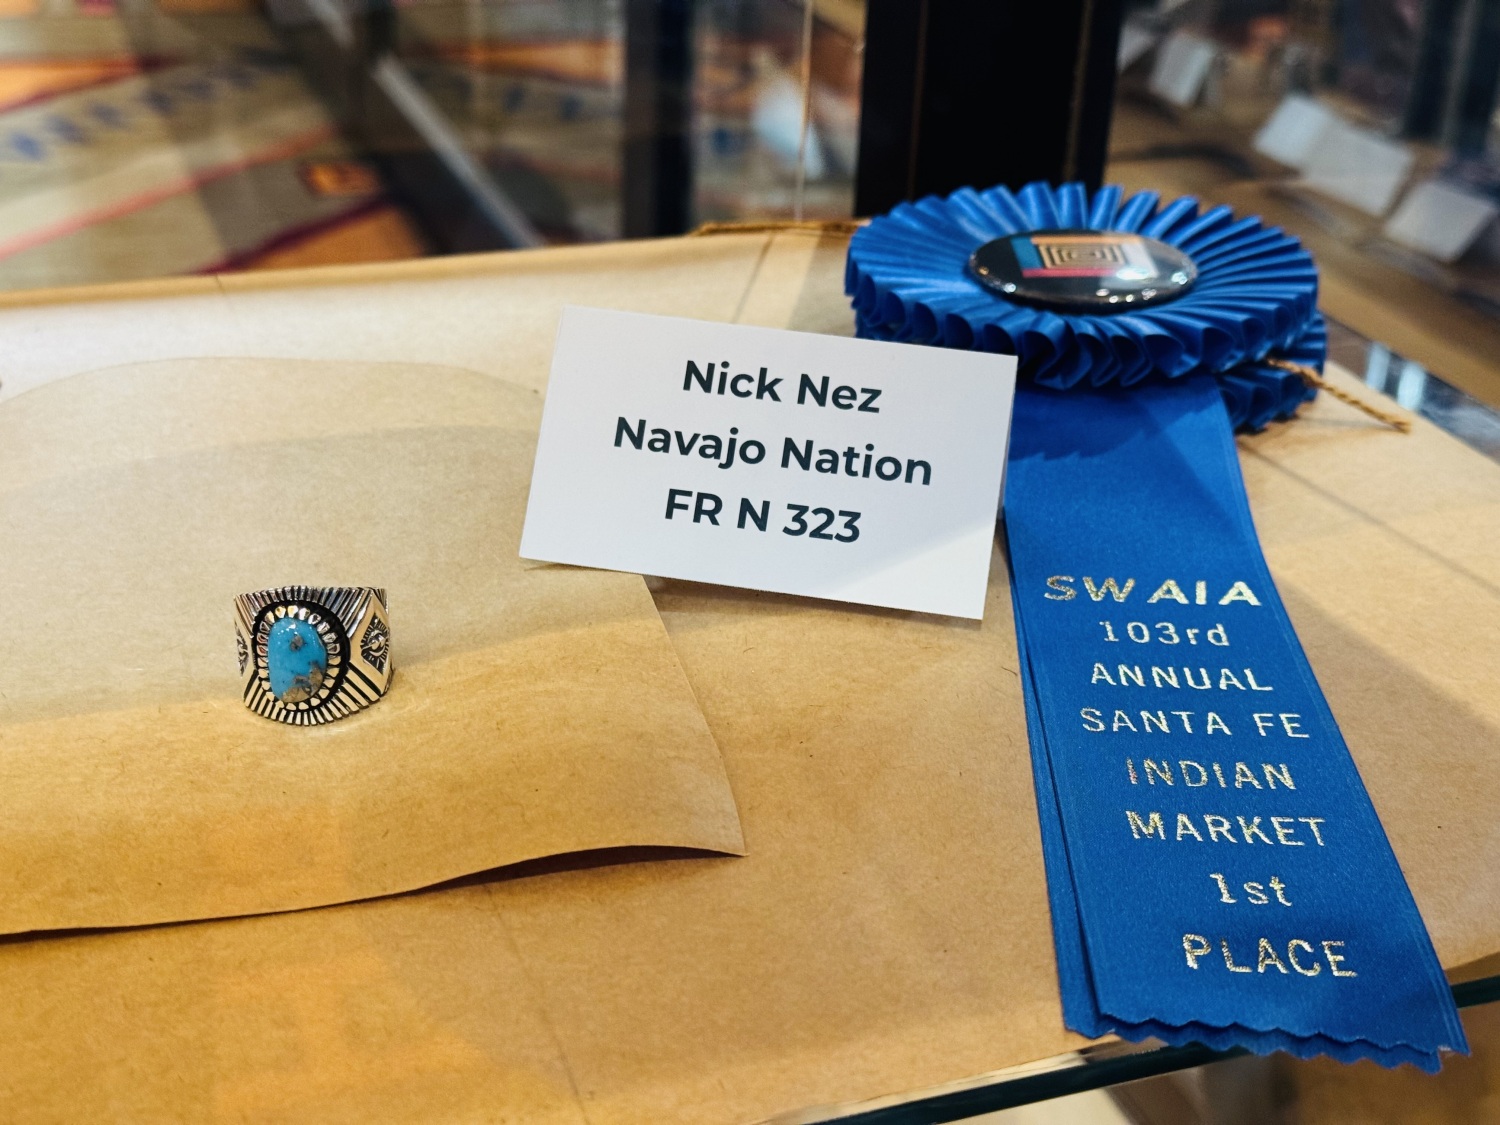 Nick Nez
Navajo Nation
FR N 323
SWAIA
103rd
ANNUAL
SANTA FE
INDIAN
MARKET
1st
PLACE